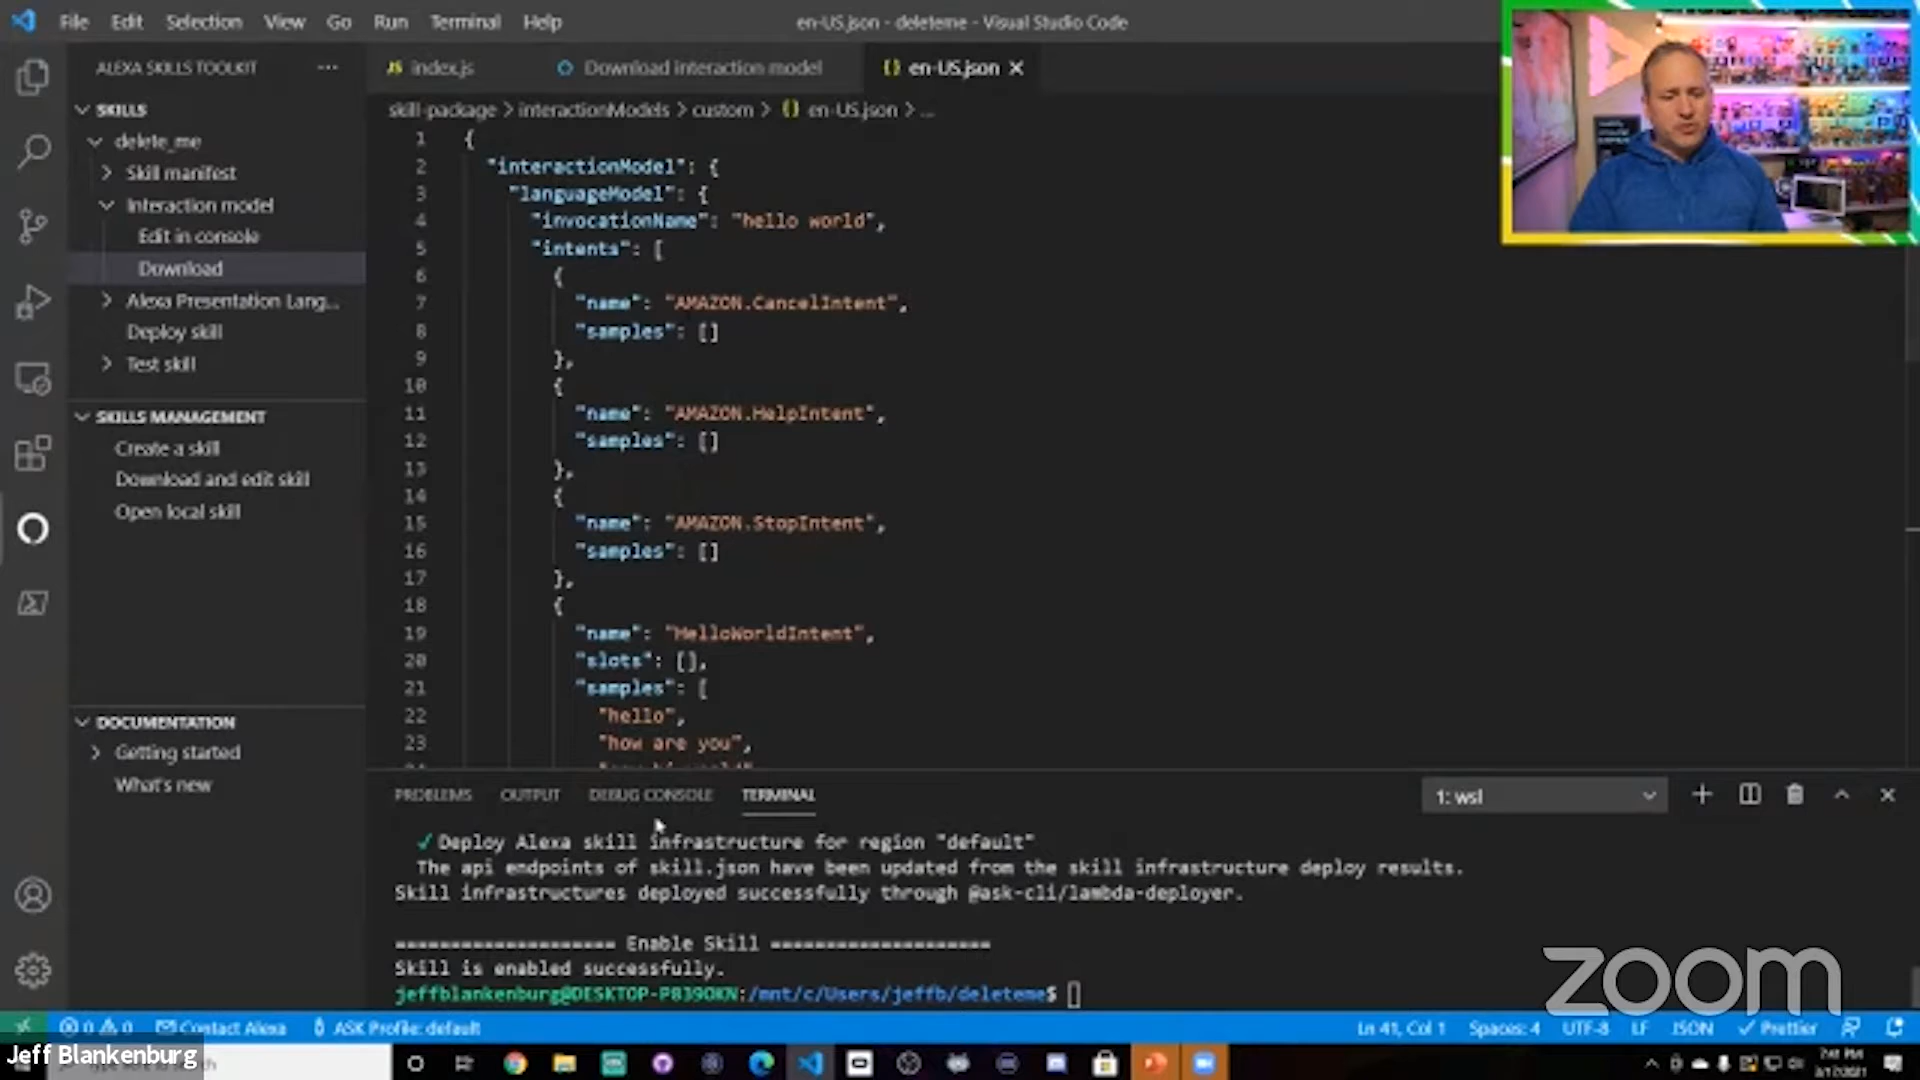 File Edit Selection View Go Run Terminal Help
en-US.json - deleteme - Visual Studio Code
ALEXA SKILLS TOOLKIT ...
SKILLS
delete_me
Skill manifest
Interaction model
Edit in console
Download
Alexa Presentation Lang...
Deploy skill
Test skill
SKILLS MANAGEMENT
Create a skill
Download and edit skill
Open local skill
DOCUMENTATION
Getting started
What's new
JS index.js Download interaction model {} en-US.json
skill-package > interactionModels > custom > {} en-US.json > ...
1 {
2 "interactionModel": {
3 "languageModel": {
4 "invocationName": "hello world",
5 "intents": [
6 {
7 "name": "AMAZON.CancelIntent",
8 "samples": []
9 },
10 {
11 "name": "AMAZON.HelpIntent",
12 "samples": []
13 },
14 {
15 "name": "AMAZON.StopIntent",
16 "samples": []
17 },
18 {
19 "name": "HelloWorldIntent",
20 "slots": [],
21 "samples": [
22 "hello",
23 "how are you",
PROBLEMS OUTPUT DEBUG CONSOLE TERMINAL
1: wsl
✓ Deploy Alexa skill infrastructure for region "default"
The api endpoints of skill.json have been updated from the skill infrastructure deploy results.
Skill infrastructures deployed successfully through @ask-cli/lambda-deployer.
==================== Enable Skill ====================
Skill is enabled successfully.
jeffblankenburg@DESKTOP-P839OKN:/mnt/c/Users/jeffb/deleteme$
zoom
0 0 Contact Alexa ASK Profile: default
Ln 41, Col 1 Spaces: 4 UTF-8 LF JSON Prettier
Jeff Blankenburg